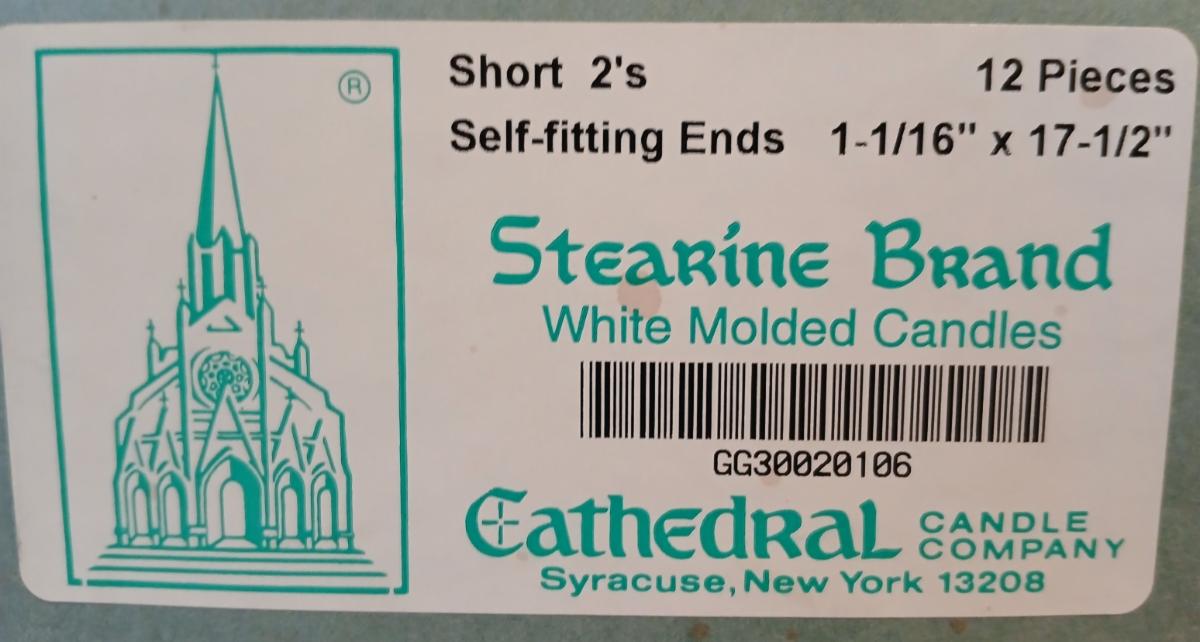 ®
Short 2's 12 Pieces
Self-fitting Ends 1-1/16" x 17-1/2"
Stearine Brand
White Molded Candles
GG30020106
Cathedral CANDLE COMPANY
Syracuse, New York 13208